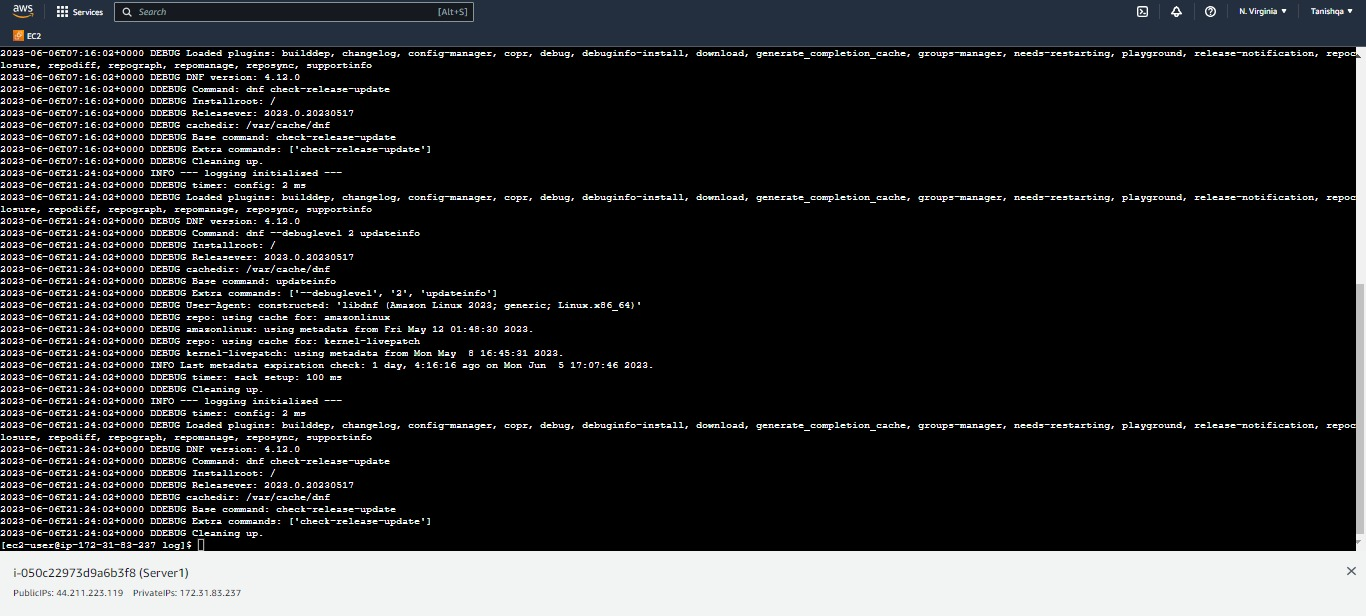 aws
Services
Search
[Alt+S]
N. Virginia
Tanishqa
EC2
2023-06-06T07:16:02+0000 DEBUG Loaded plugins: builddep, changelog, config-manager, copr, debug, debuginfo-install, download, generate_completion_cache, groups-manager, needs-restarting, playground, release-notification, repoc
losure, repodiff, repograph, repomanage, reposync, supportinfo
2023-06-06T07:16:02+0000 DEBUG DNF version: 4.12.0
2023-06-06T07:16:02+0000 DDEBUG Command: dnf check-release-update
2023-06-06T07:16:02+0000 DDEBUG Installroot: /
2023-06-06T07:16:02+0000 DDEBUG Releasever: 2023.0.20230517
2023-06-06T07:16:02+0000 DEBUG cachedir: /var/cache/dnf
2023-06-06T07:16:02+0000 DDEBUG Base command: check-release-update
2023-06-06T07:16:02+0000 DDEBUG Extra commands: ['check-release-update']
2023-06-06T07:16:02+0000 DDEBUG Cleaning up.
2023-06-06T21:24:02+0000 INFO --- logging initialized ---
2023-06-06T21:24:02+0000 DDEBUG timer: config: 2 ms
2023-06-06T21:24:02+0000 DEBUG Loaded plugins: builddep, changelog, config-manager, copr, debug, debuginfo-install, download, generate_completion_cache, groups-manager, needs-restarting, playground, release-notification, repoc
losure, repodiff, repograph, repomanage, reposync, supportinfo
2023-06-06T21:24:02+0000 DEBUG DNF version: 4.12.0
2023-06-06T21:24:02+0000 DDEBUG Command: dnf --debuglevel 2 updateinfo
2023-06-06T21:24:02+0000 DDEBUG Installroot: /
2023-06-06T21:24:02+0000 DDEBUG Releasever: 2023.0.20230517
2023-06-06T21:24:02+0000 DEBUG cachedir: /var/cache/dnf
2023-06-06T21:24:02+0000 DDEBUG Base command: updateinfo
2023-06-06T21:24:02+0000 DDEBUG Extra commands: ['--debuglevel', '2', 'updateinfo']
2023-06-06T21:24:02+0000 DEBUG User-Agent: constructed: 'libdnf (Amazon Linux 2023; generic; Linux.x86_64)'
2023-06-06T21:24:02+0000 DEBUG repo: using cache for: amazonlinux
2023-06-06T21:24:02+0000 DEBUG amazonlinux: using metadata from Fri May 12 01:48:30 2023.
2023-06-06T21:24:02+0000 DEBUG repo: using cache for: kernel-livepatch
2023-06-06T21:24:02+0000 DEBUG kernel-livepatch: using metadata from Mon May  8 16:45:31 2023.
2023-06-06T21:24:02+0000 INFO Last metadata expiration check: 1 day, 4:16:16 ago on Mon Jun  5 17:07:46 2023.
2023-06-06T21:24:02+0000 DDEBUG timer: sack setup: 100 ms
2023-06-06T21:24:02+0000 DDEBUG Cleaning up.
2023-06-06T21:24:02+0000 INFO --- logging initialized ---
2023-06-06T21:24:02+0000 DDEBUG timer: config: 2 ms
2023-06-06T21:24:02+0000 DEBUG Loaded plugins: builddep, changelog, config-manager, copr, debug, debuginfo-install, download, generate_completion_cache, groups-manager, needs-restarting, playground, release-notification, repoc
losure, repodiff, repograph, repomanage, reposync, supportinfo
2023-06-06T21:24:02+0000 DEBUG DNF version: 4.12.0
2023-06-06T21:24:02+0000 DDEBUG Command: dnf check-release-update
2023-06-06T21:24:02+0000 DDEBUG Installroot: /
2023-06-06T21:24:02+0000 DDEBUG Releasever: 2023.0.20230517
2023-06-06T21:24:02+0000 DEBUG cachedir: /var/cache/dnf
2023-06-06T21:24:02+0000 DDEBUG Base command: check-release-update
2023-06-06T21:24:02+0000 DDEBUG Extra commands: ['check-release-update']
2023-06-06T21:24:02+0000 DDEBUG Cleaning up.
[ec2-user@ip-172-31-83-237 log]$
i-050c22973d9a6b3f8 (Server1)
PublicIPs: 44.211.223.119 PrivateIPs: 172.31.83.237